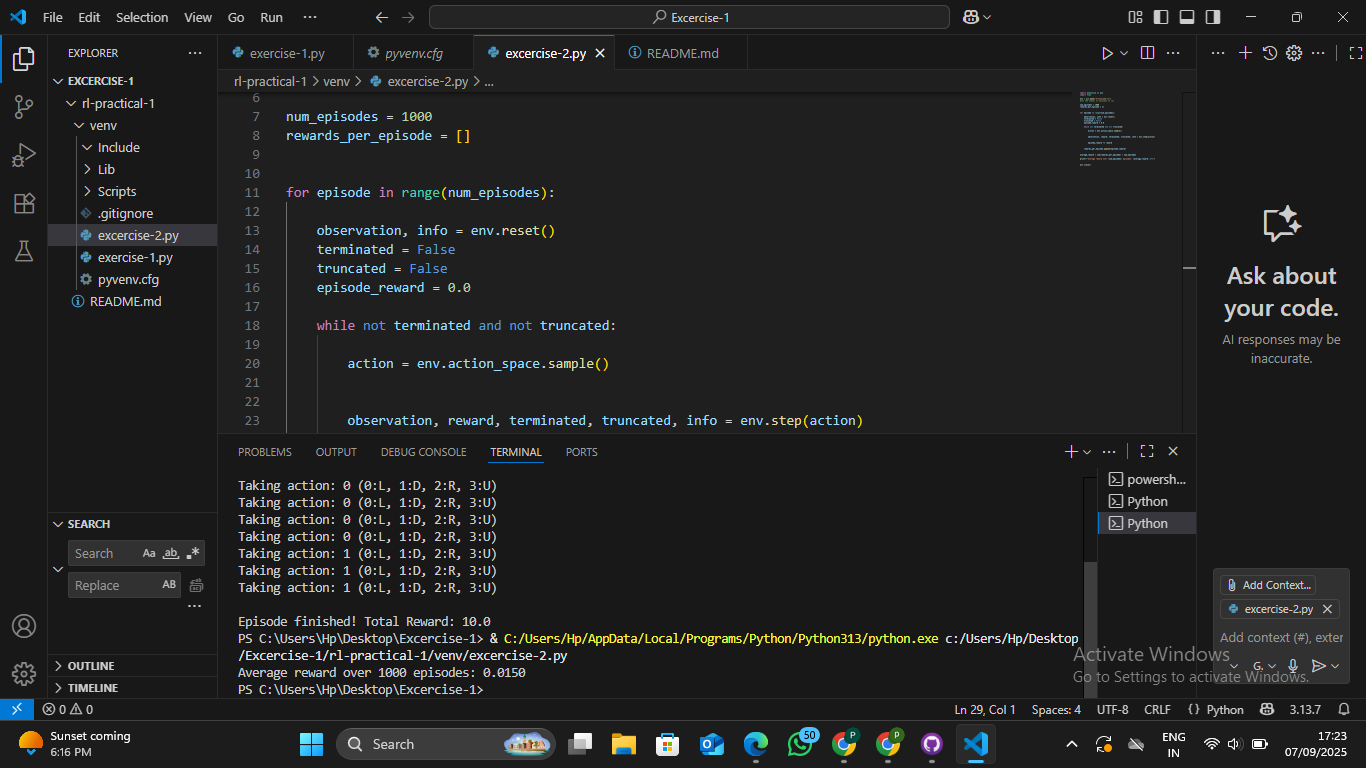 File Edit Selection View Go Run ··· Excercise-1
EXPLORER ···
EXCERCISE-1
rl-practical-1
venv
Include
Lib
Scripts
.gitignore
excercise-2.py
exercise-1.py
pyvenv.cfg
README.md
SEARCH
Search Aa ab .*
Replace AB
···
OUTLINE
TIMELINE
exercise-1.py pyvenv.cfg excercise-2.py README.md
rl-practical-1 > venv > excercise-2.py > ...
6
7 num_episodes = 1000
8 rewards_per_episode = []
9
10
11 for episode in range(num_episodes):
12
13 observation, info = env.reset()
14 terminated = False
15 truncated = False
16 episode_reward = 0.0
17
18 while not terminated and not truncated:
19
20 action = env.action_space.sample()
21
22
23 observation, reward, terminated, truncated, info = env.step(action)
PROBLEMS OUTPUT DEBUG CONSOLE TERMINAL PORTS
Taking action: 0 (0:L, 1:D, 2:R, 3:U)
Taking action: 0 (0:L, 1:D, 2:R, 3:U)
Taking action: 0 (0:L, 1:D, 2:R, 3:U)
Taking action: 0 (0:L, 1:D, 2:R, 3:U)
Taking action: 1 (0:L, 1:D, 2:R, 3:U)
Taking action: 1 (0:L, 1:D, 2:R, 3:U)
Taking action: 1 (0:L, 1:D, 2:R, 3:U)
Episode finished! Total Reward: 10.0
PS C:\Users\Hp\Desktop\Excercise-1> & C:/Users/Hp/AppData/Local/Programs/Python/Python313/python.exe c:/Users/Hp/Desktop
/Excercise-1/rl-practical-1/venv/excercise-2.py
Average reward over 1000 episodes: 0.0150
PS C:\Users\Hp\Desktop\Excercise-1>
powersh...
Python
Python
Ask about
your code.
AI responses may be
inaccurate.
Add Context...
excercise-2.py
Add context (#), exter
G.
Activate Windows
Go to Settings to activate Windows.
0 0 Ln 29, Col 1 Spaces: 4 UTF-8 CRLF {} Python 3.13.7
Sunset coming
6:16 PM
Search
50
P
P
ENG
IN
17:23
07/09/2025